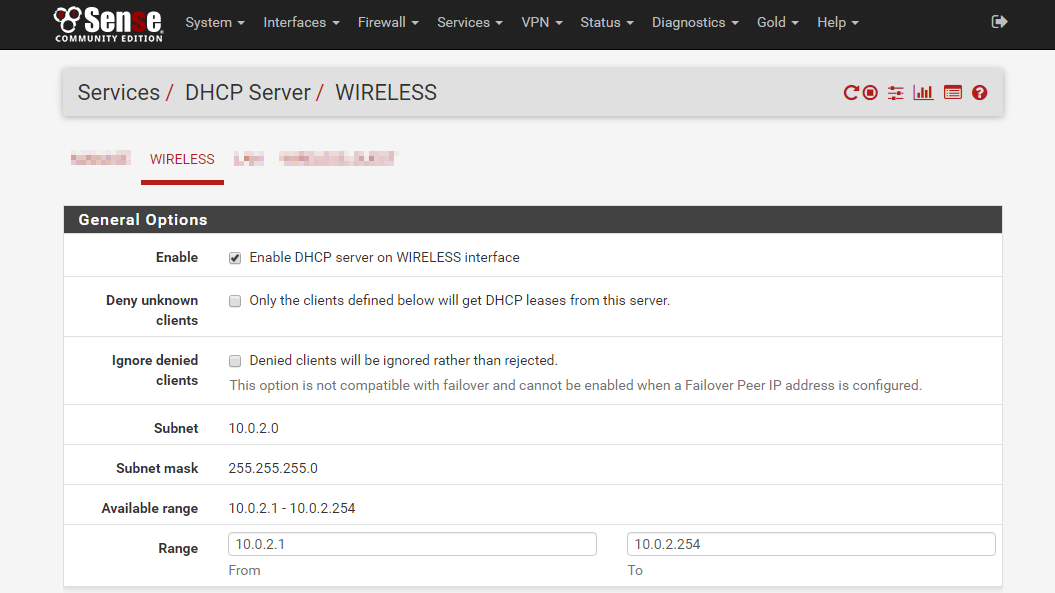 Sense
COMMUNITY EDITION
System Interfaces Firewall Services VPN Status Diagnostics Gold Help
Services / DHCP Server / WIRELESS
WIRELESS
General Options
Enable Enable DHCP server on WIRELESS interface
Deny unknown clients Only the clients defined below will get DHCP leases from this server.
Ignore denied clients Denied clients will be ignored rather than rejected.
This option is not compatible with failover and cannot be enabled when a Failover Peer IP address is configured.
Subnet 10.0.2.0
Subnet mask 255.255.255.0
Available range 10.0.2.1 - 10.0.2.254
Range 10.0.2.1 10.0.2.254
From To